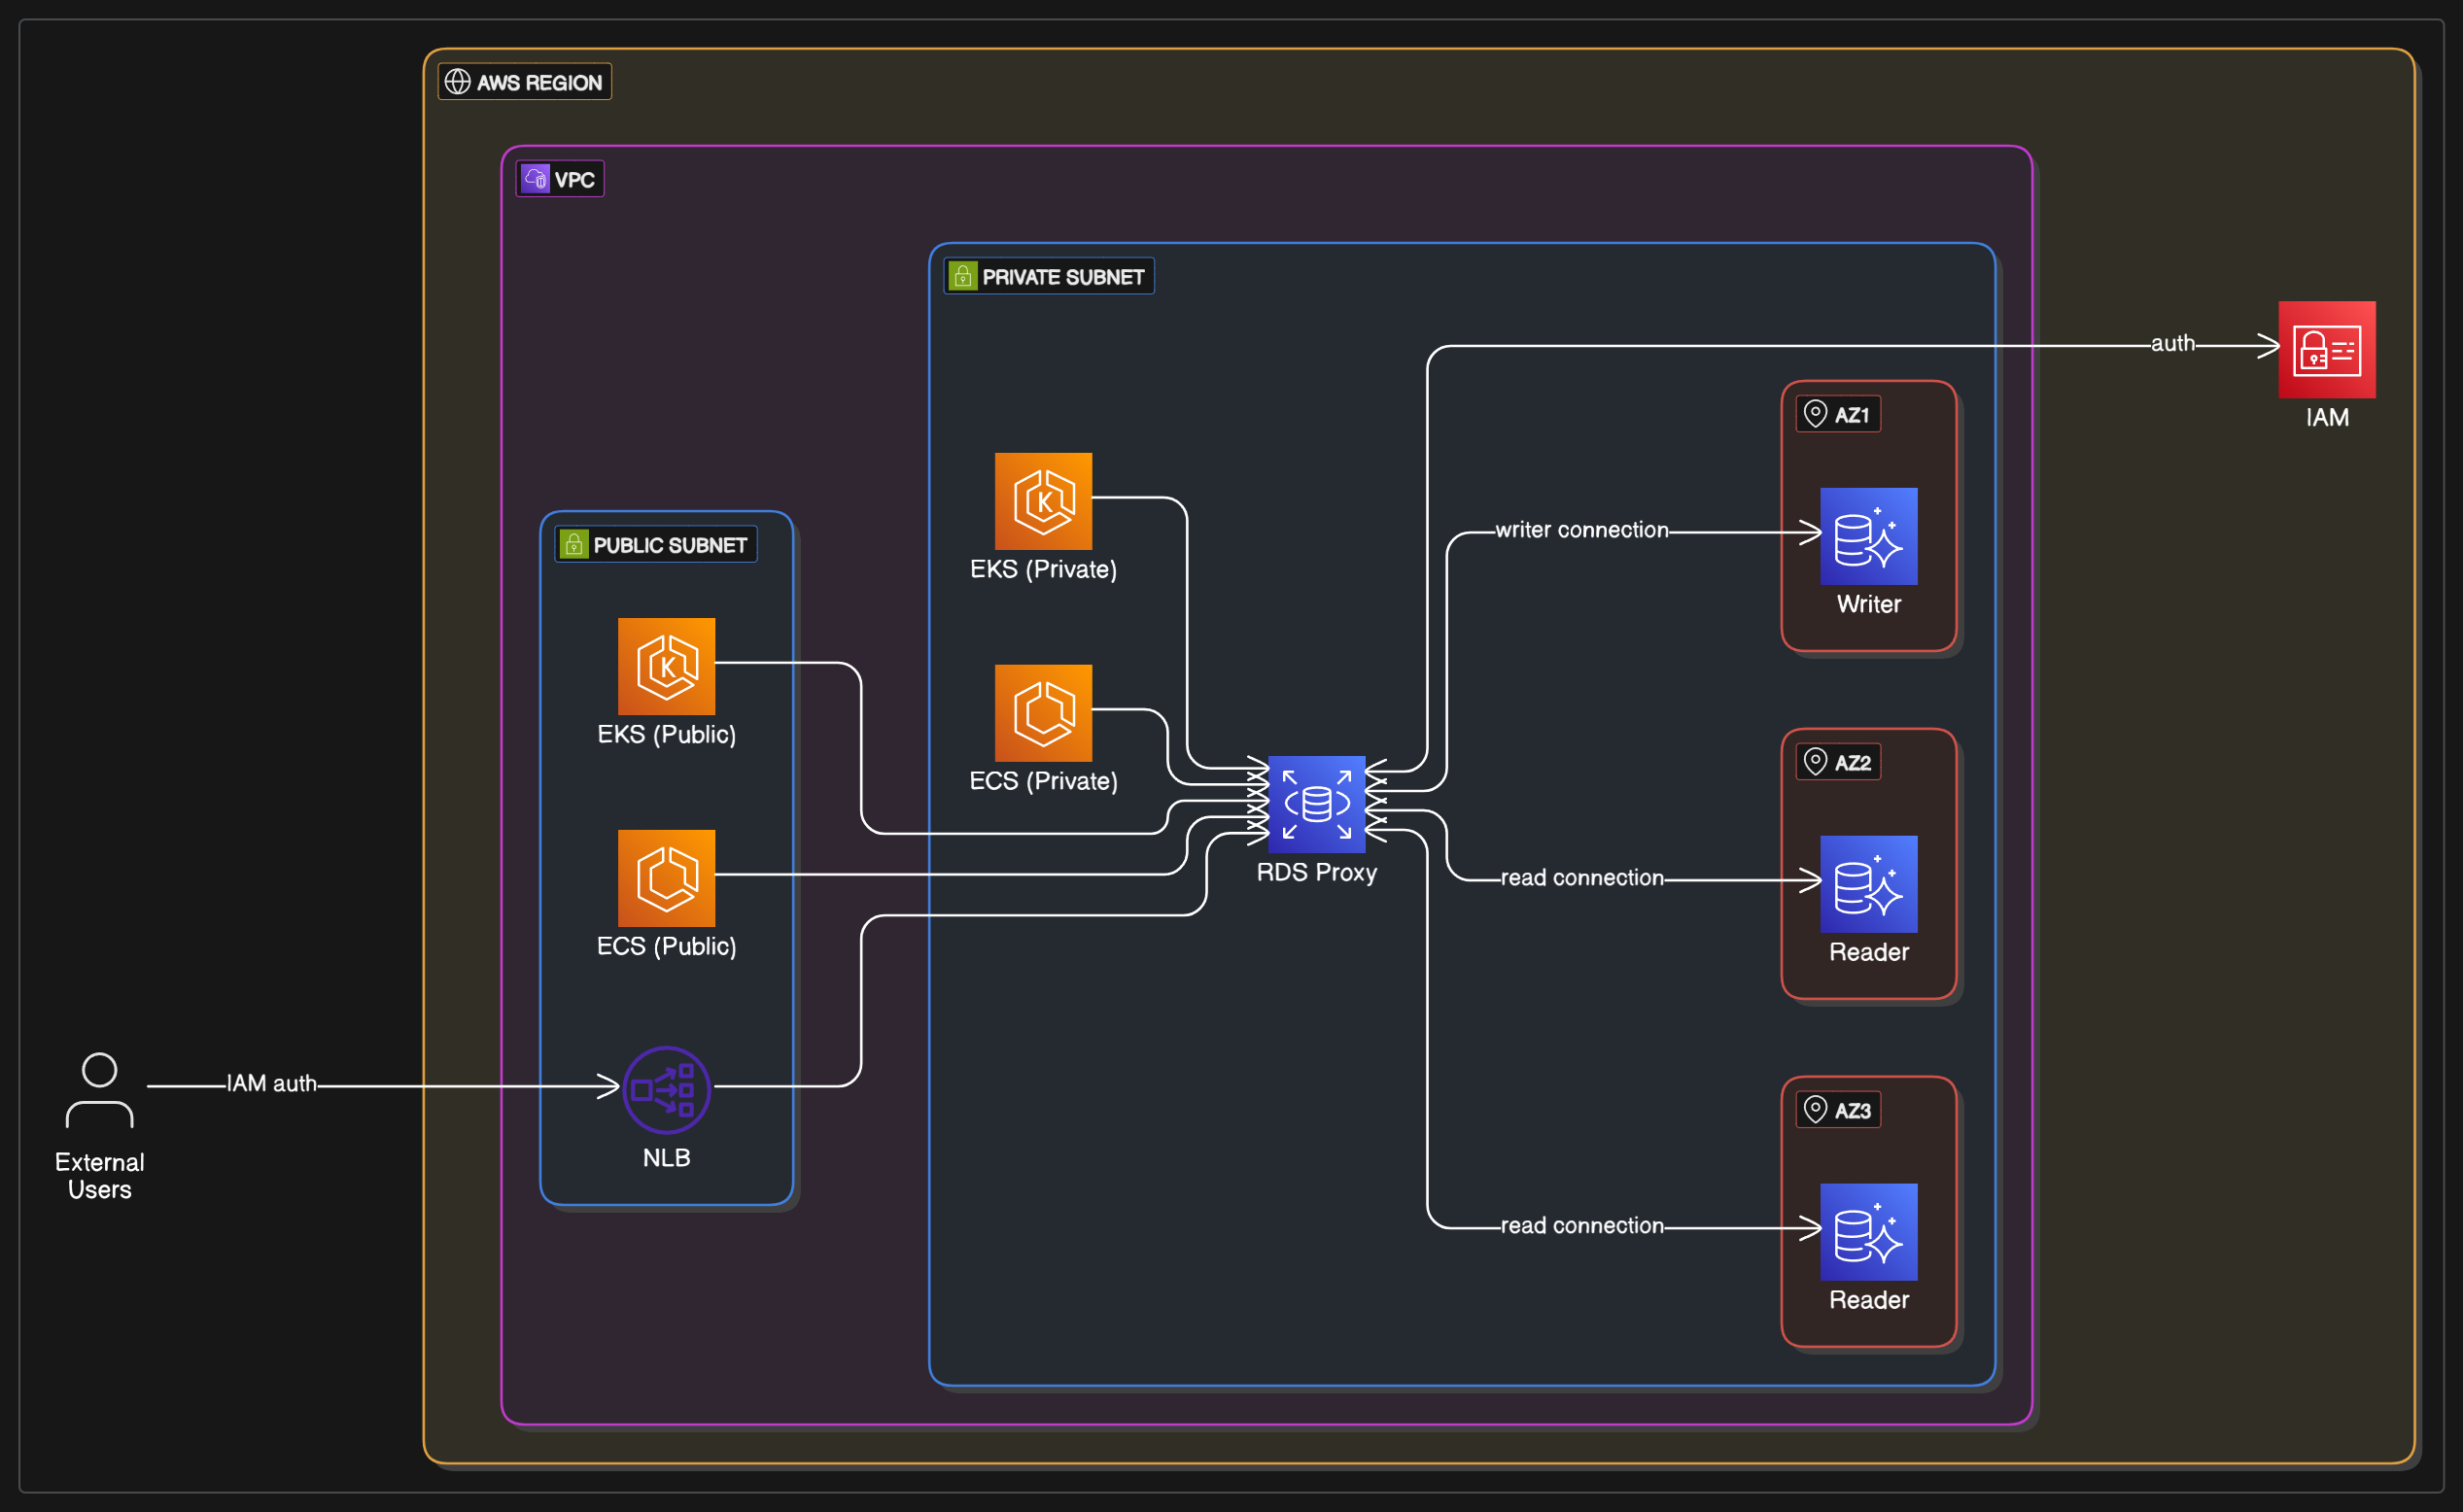 AWS REGION
VPC
PRIVATE SUBNET
auth
IAM
AZ1
writer connection
Writer
EKS (Private)
PUBLIC SUBNET
EKS (Public)
ECS (Private)
AZ2
RDS Proxy
read connection
Reader
ECS (Public)
IAM auth
NLB
External
Users
AZ3
read connection
Reader